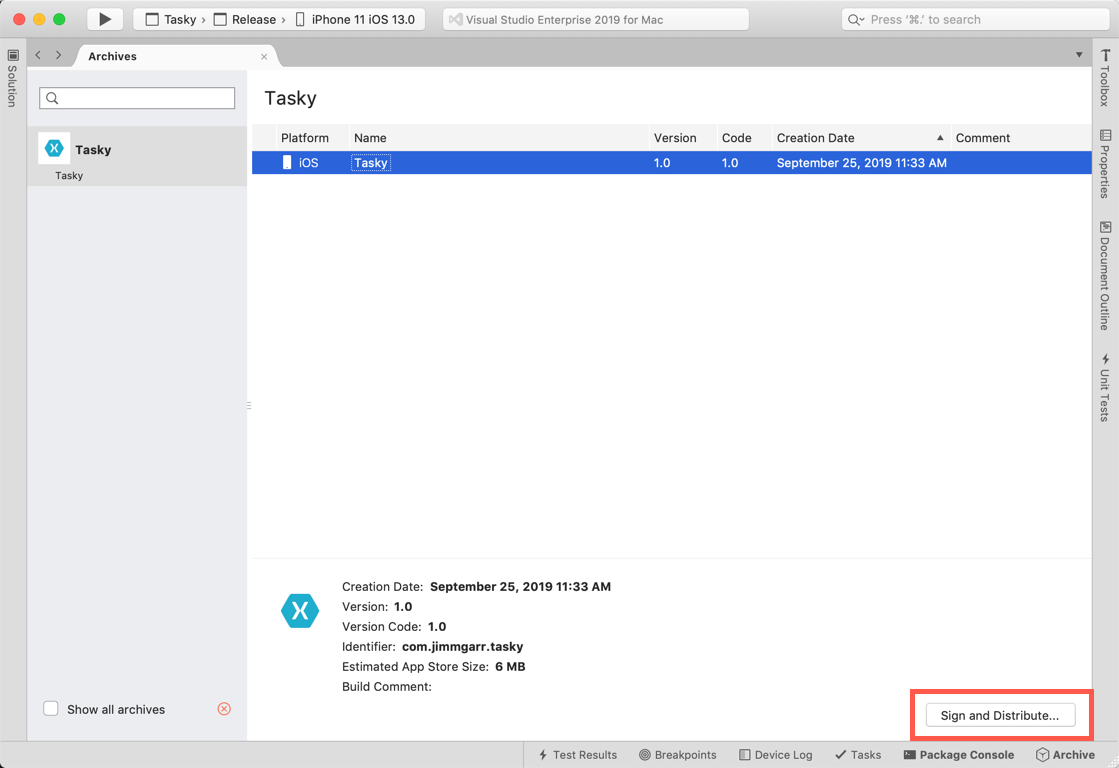 Tasky › Release › iPhone 11 iOS 13.0
Visual Studio Enterprise 2019 for Mac
Press ‘⌘.’ to search
Solution
Archives
Tasky
Tasky
Tasky
Platform Name Version Code Creation Date Comment
iOS Tasky 1.0 1.0 September 25, 2019 11:33 AM
Creation Date: September 25, 2019 11:33 AM
Version: 1.0
Version Code: 1.0
Identifier: com.jimmgarr.tasky
Estimated App Store Size: 6 MB
Build Comment:
Show all archives
Sign and Distribute...
Toolbox
Properties
Document Outline
Unit Tests
Test Results Breakpoints Device Log Tasks Package Console Archive